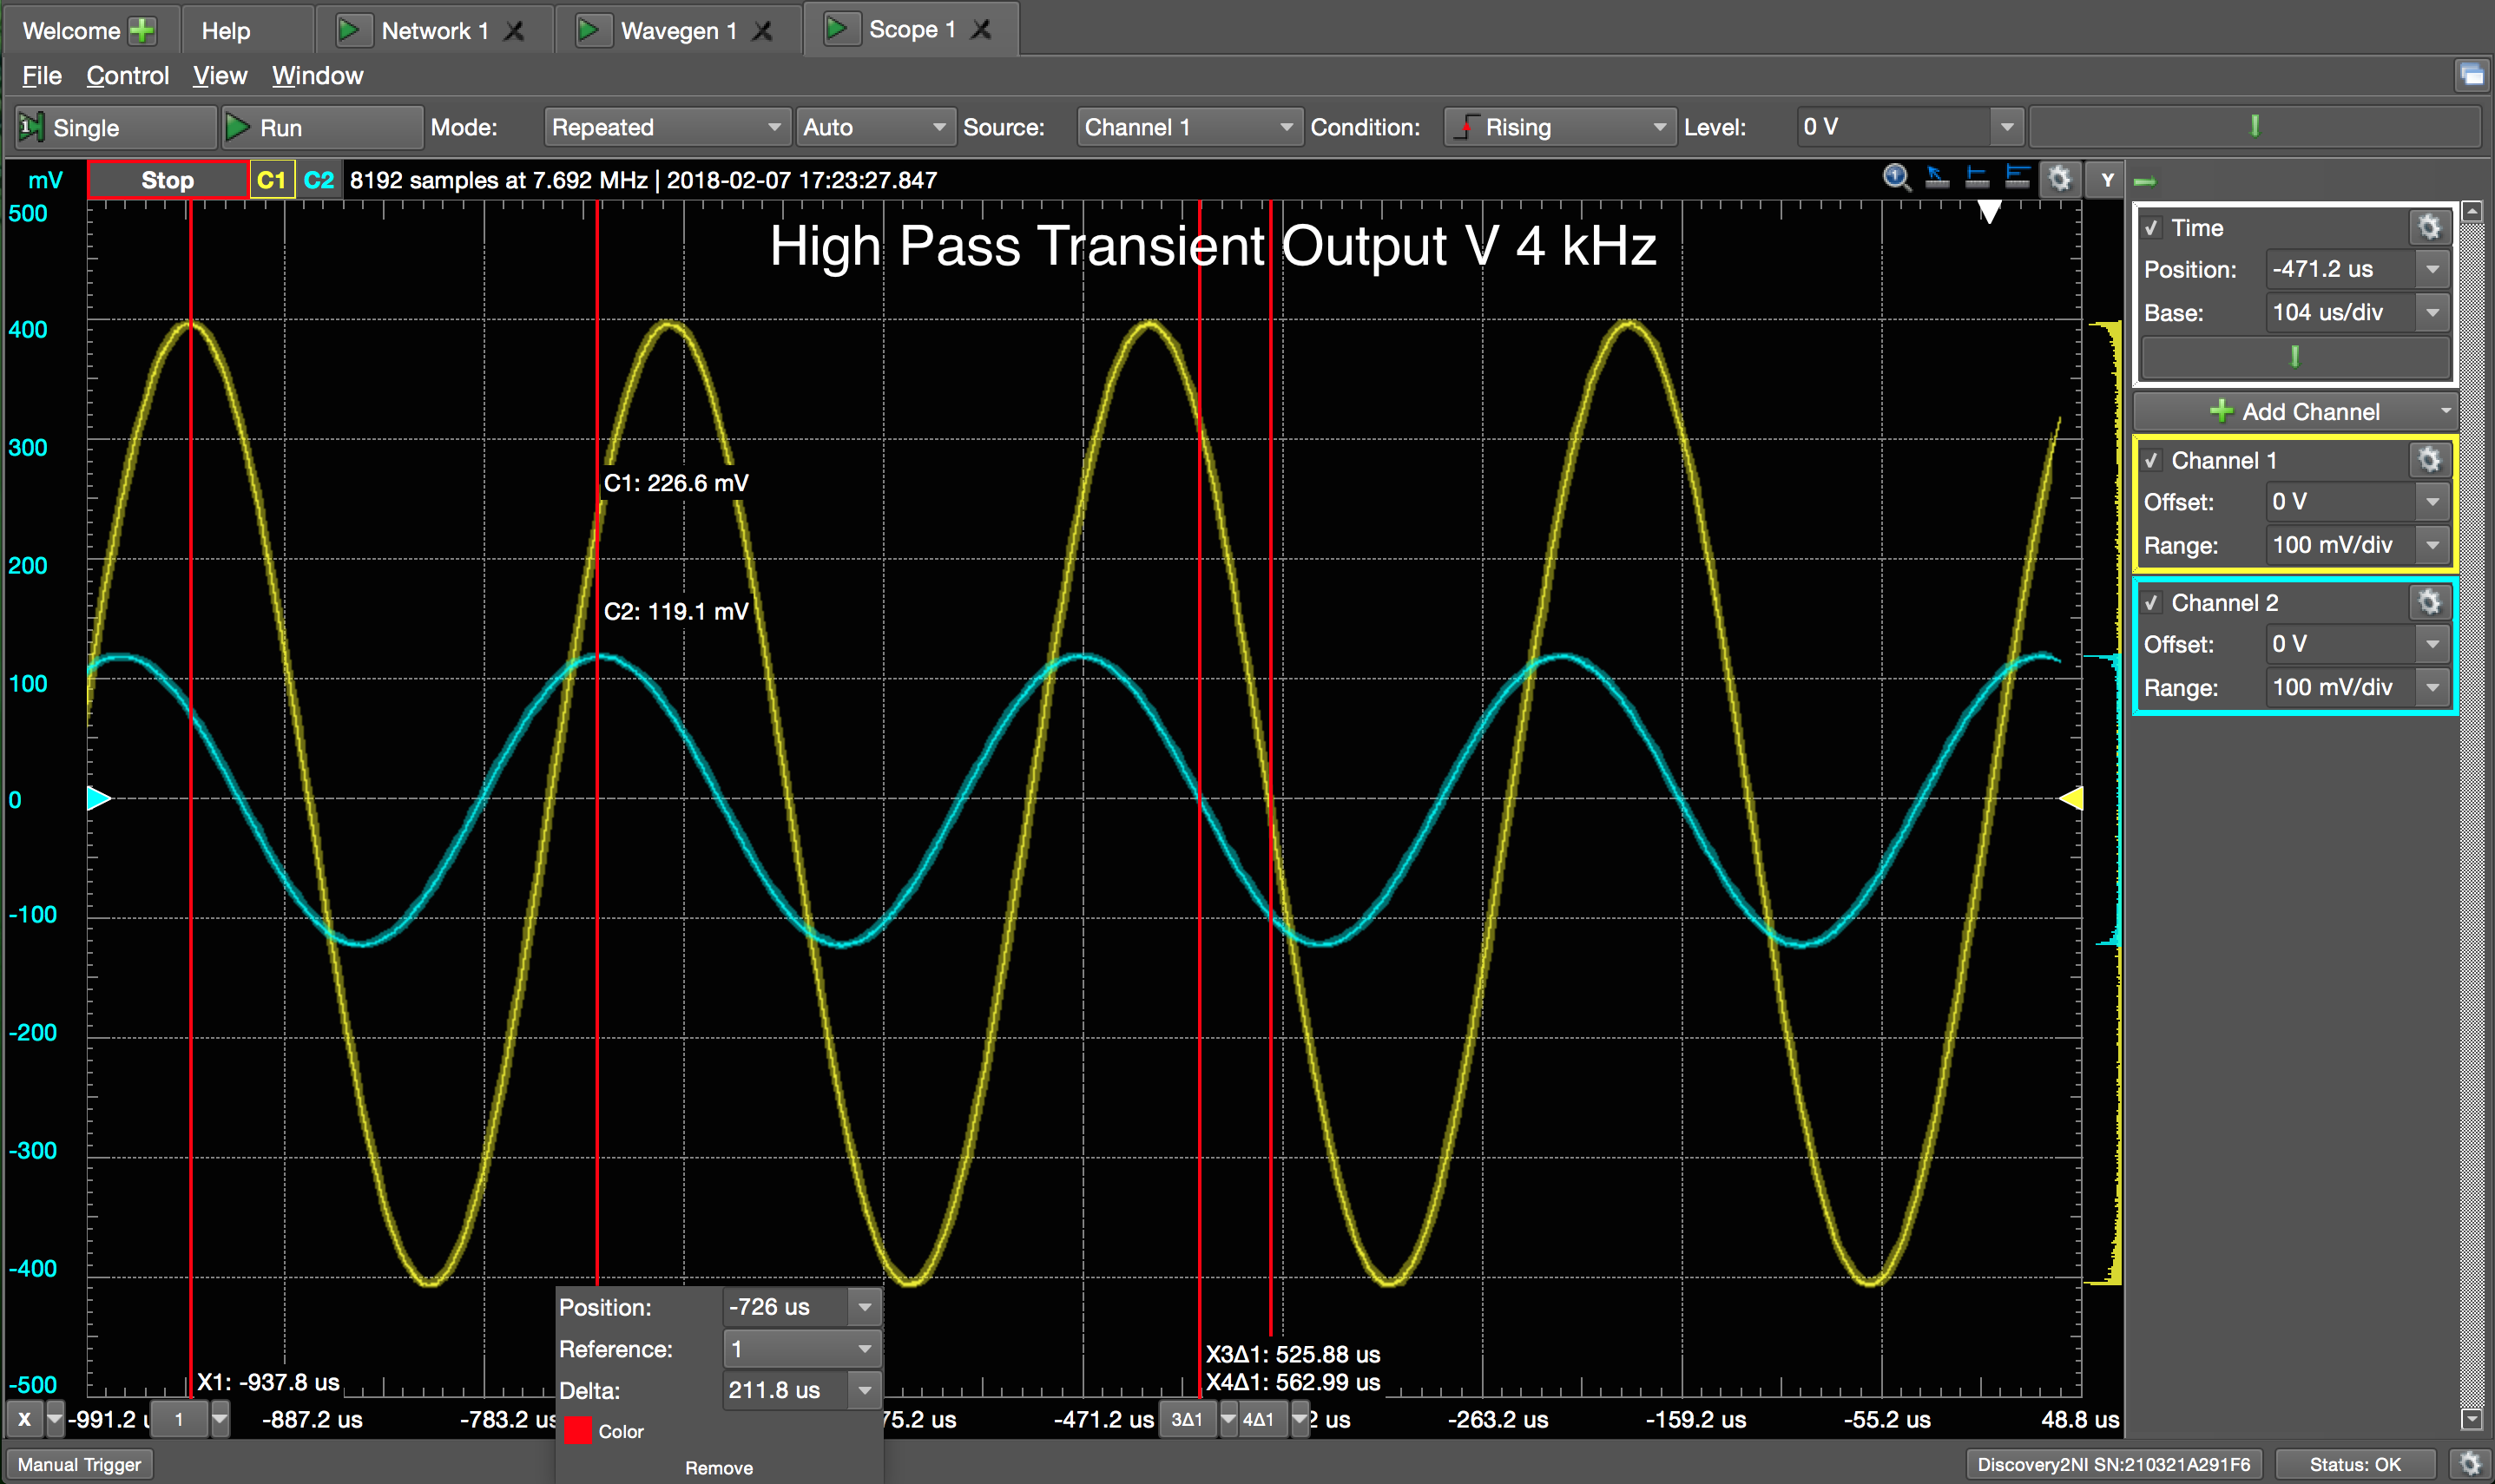 Welcome
Help
Network 1
Wavegen 1
Scope 1
File Control View Window
1 Single
Run
Mode: Repeated
Auto
Source: Channel 1
Condition: Rising
Level: 0 V
mV
Stop
C1 C2 8192 samples at 7.692 MHz | 2018-02-07 17:23:27.847
Y
High Pass Transient Output V 4 kHz
500
400
300
200
100
0
-100
-200
-300
-400
-500
C1: 226.6 mV
C2: 119.1 mV
X1: -937.8 us
X3Δ1: 525.88 us
X4Δ1: 562.99 us
Position: -726 us
Reference: 1
Delta: 211.8 us
Color
Remove
X
-991.2
1
-887.2 us
-783.2 us
75.2 us
-471.2 us
3Δ1
4Δ1
2 us
-263.2 us
-159.2 us
-55.2 us
48.8 us
Time
Position: -471.2 us
Base: 104 us/div
Add Channel
Channel 1
Offset: 0 V
Range: 100 mV/div
Channel 2
Offset: 0 V
Range: 100 mV/div
Manual Trigger
Discovery2NI SN:210321A291F6
Status: OK